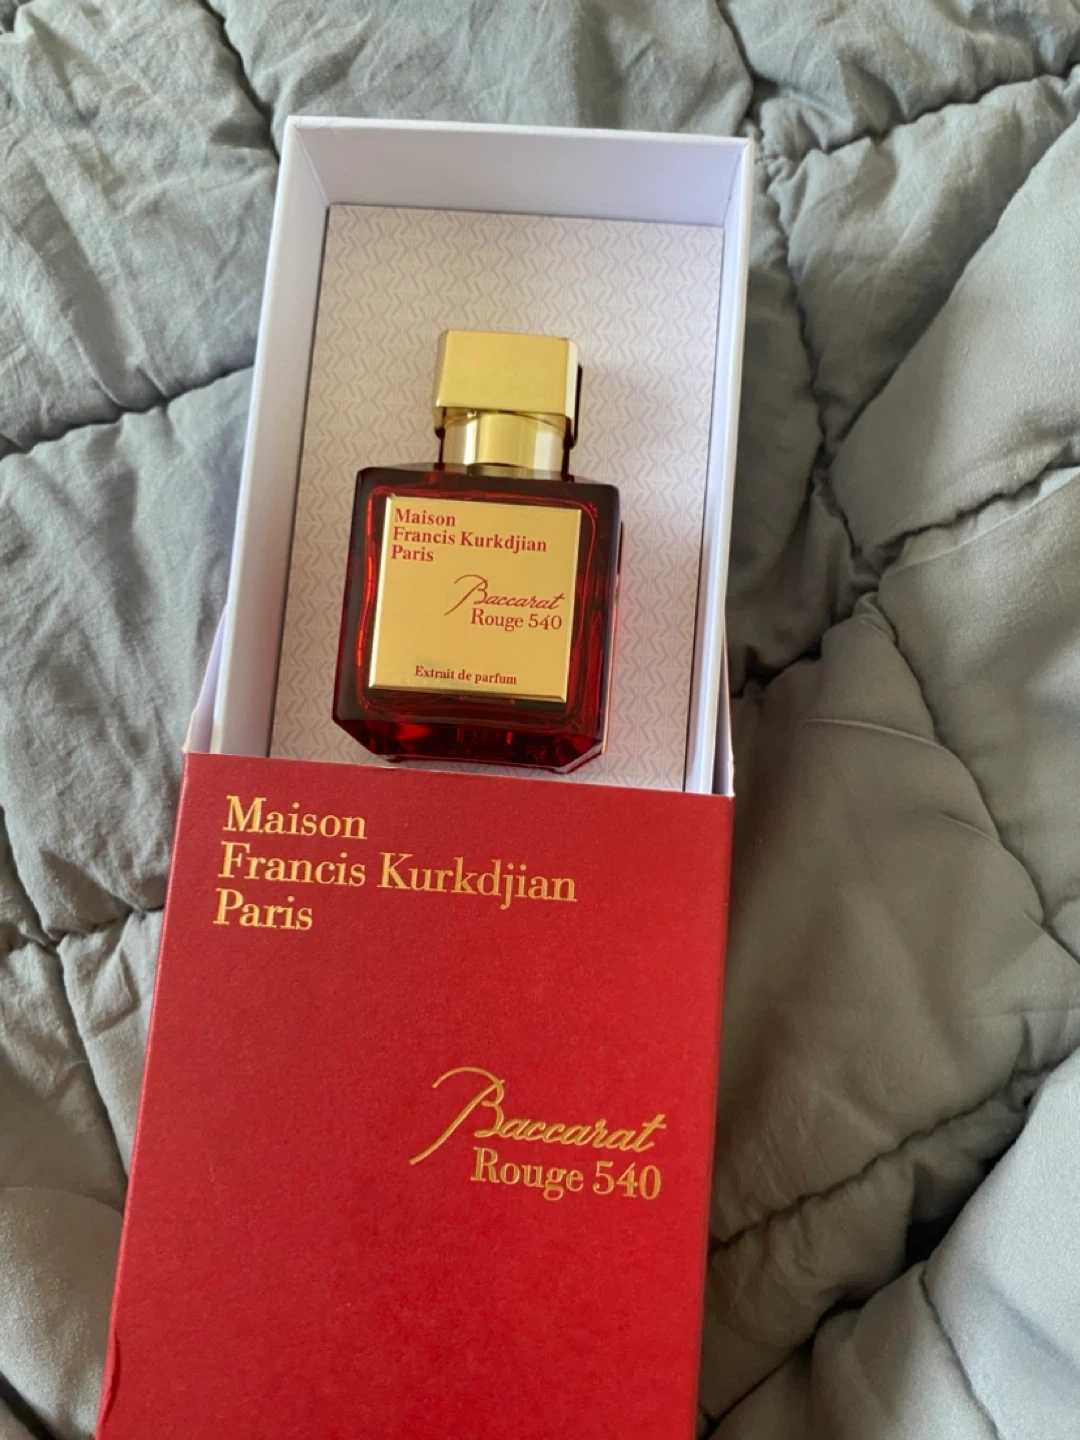 Maison
Francis Kurkdjian
Paris
Baccarat
Rouge 540
Extrait de parfum
Maison
Francis Kurkdjian
Paris
Baccarat
Rouge 540